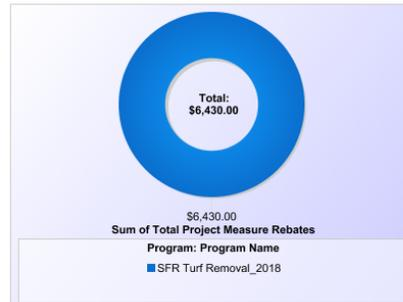 Total:
$6,430.00
$6,430.00
Sum of Total Project Measure Rebates
Program: Program Name
SFR Turf Removal_2018